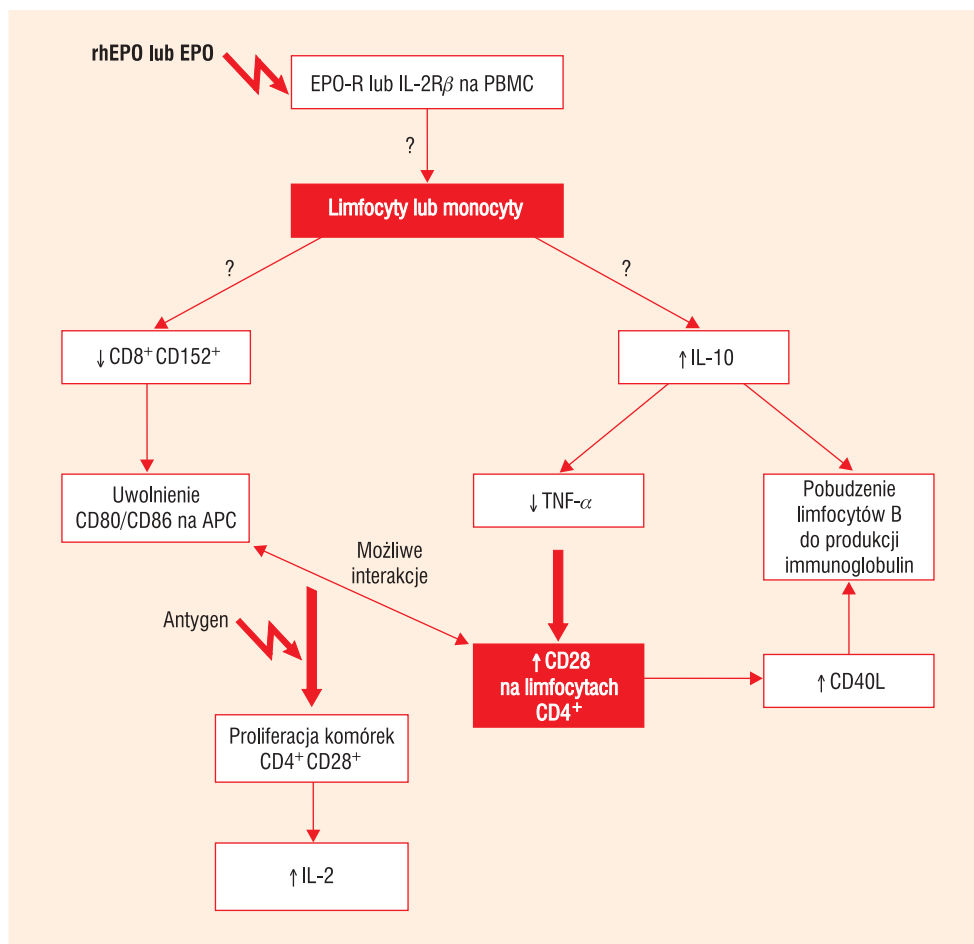 rhEPO lub EPO
EPO-R lub IL-2Rβ na PBMC
?
Limfocyty lub monocyty
?
?
↓ CD8⁺ CD152⁺
↑ IL-10
Uwolnienie
CD80/CD86 na APC
↓ TNF-α
Pobudzenie
limfocytów B
do produkcji
immunoglobulin
Możliwe
interakcje
Antygen
↑ CD28
na limfocytach
CD4⁺
↑ CD40L
Proliferacja komórek
CD4⁺ CD28⁺
↑ IL-2